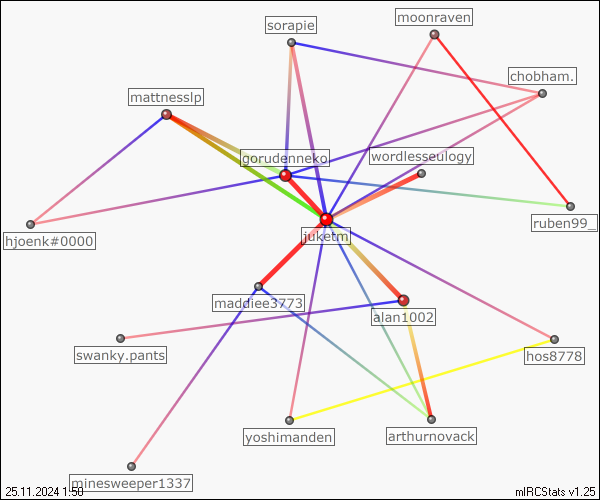 moonraven
sorapie
chobham.
mattnesslp
gorudenneko
wordlesseulogy
ruben99_
juketm
hjoenk#0000
maddiee3773
alan1002
swanky.pants
hos8778
yoshimanden
arthurnovack
minesweeper1337
25.11.2024 1:50
mIRCStats v1.25